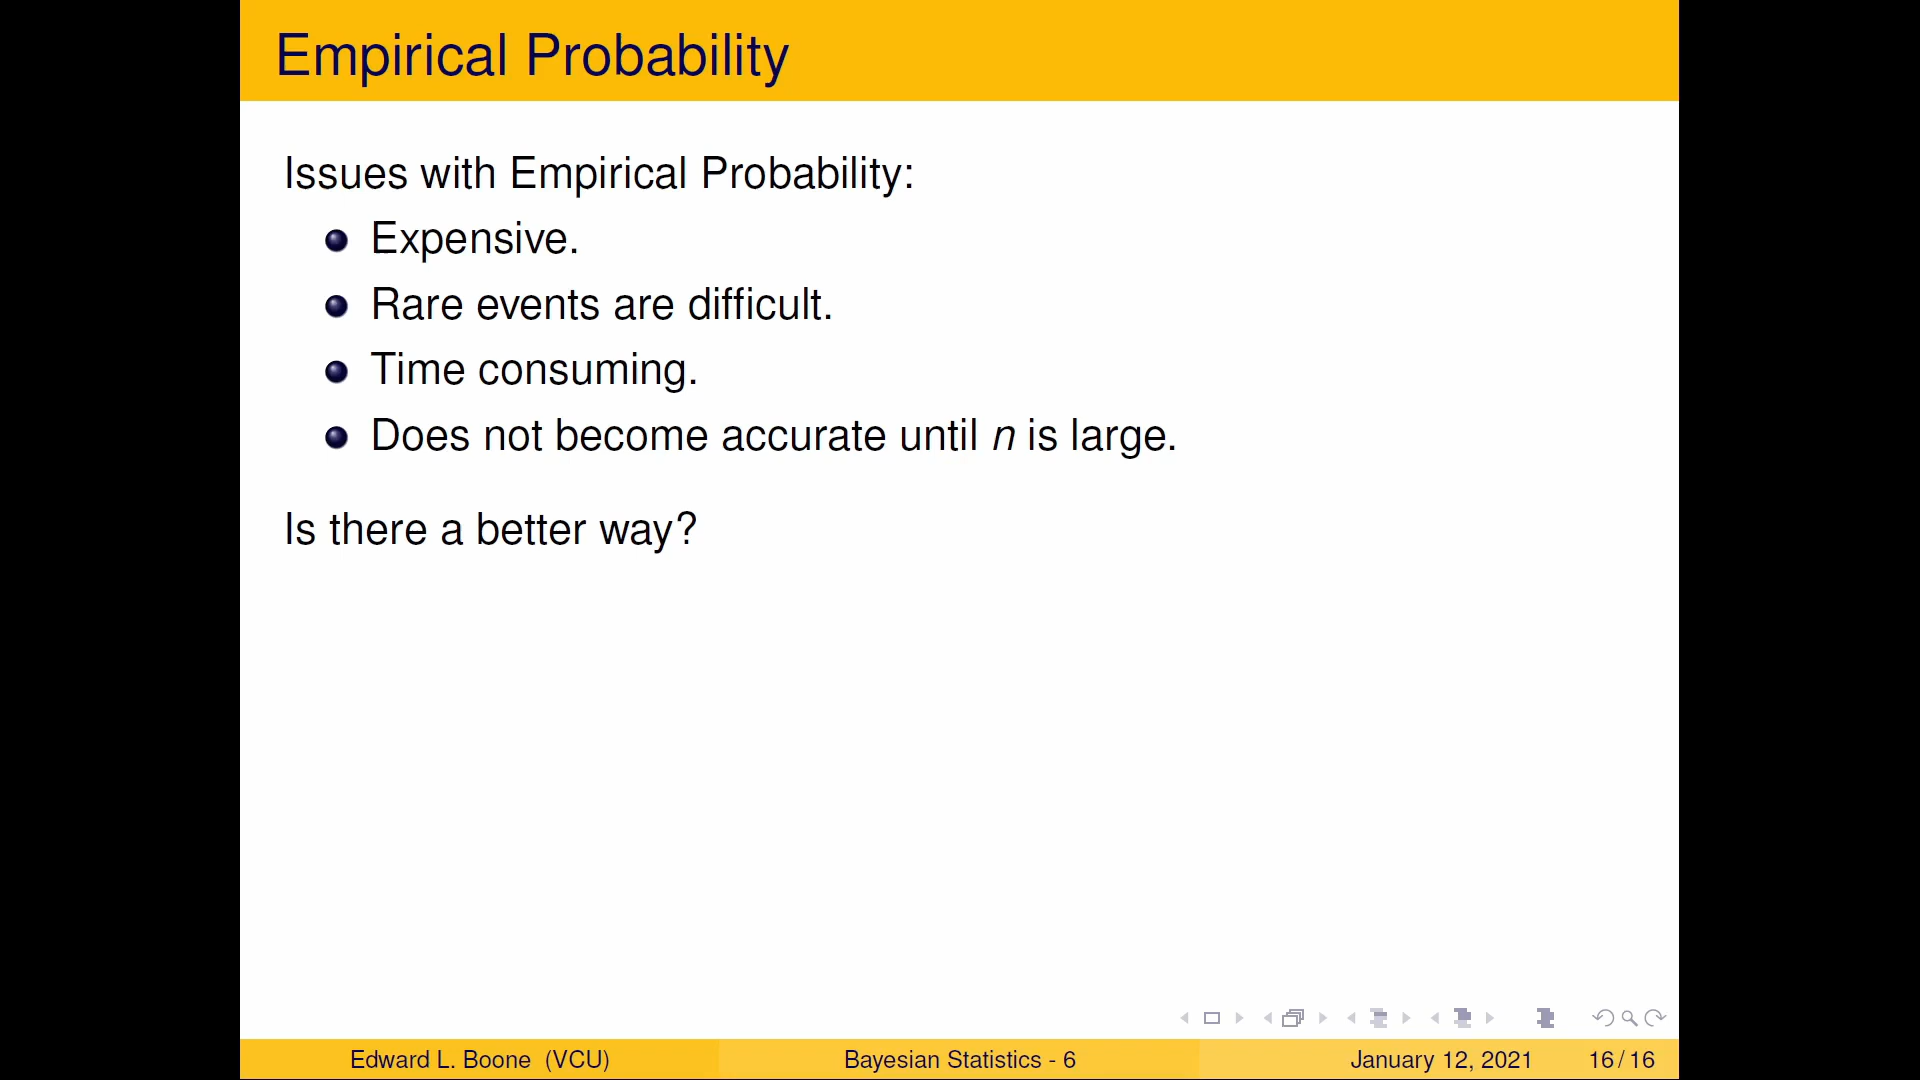 Empirical Probability
Issues with Empirical Probability:
Expensive.
Rare events are difficult.
Time consuming.
Does not become accurate until n is large.
Is there a better way?
Edward L. Boone (VCU) Bayesian Statistics - 6 January 12, 2021 16/16